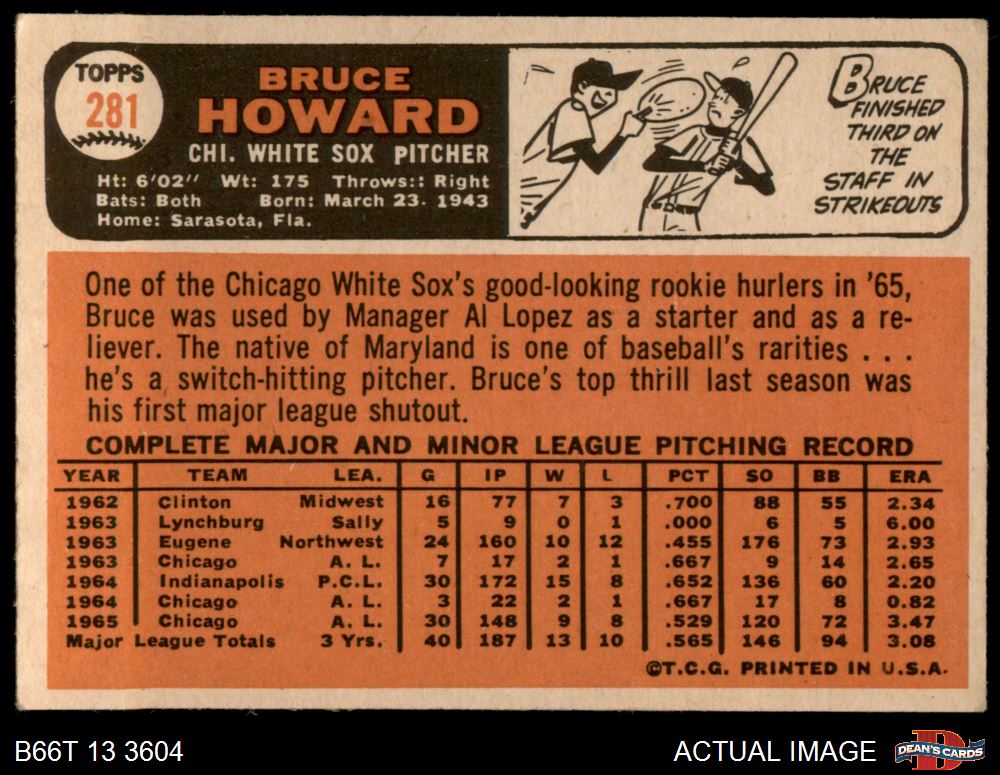 TOPPS
281
BRUCE
HOWARD
CHI. WHITE SOX PITCHER
Ht: 6'02" Wt: 175 Throws:: Right
Bats: Both Born: March 23. 1943
Home: Sarasota, Fla.
BRUCE
FINISHED
THIRD ON
THE
STAFF IN
STRIKEOUTS
One of the Chicago White Sox's good-looking rookie hurlers in '65,
Bruce was used by Manager Al Lopez as a starter and as a re-
liever. The native of Maryland is one of baseball's rarities . . .
he's a switch-hitting pitcher. Bruce's top thrill last season was
his first major league shutout.
COMPLETE MAJOR AND MINOR LEAGUE PITCHING RECORD
YEAR TEAM LEA. G IP W L PCT SO BB ERA
1962 Clinton Midwest 16 77 7 3 .700 88 55 2.34
1963 Lynchburg Sally 5 9 0 1 .000 6 5 6.00
1963 Eugene Northwest 24 160 10 12 .455 176 73 2.93
1963 Chicago A. L. 7 17 2 1 .667 9 14 2.65
1964 Indianapolis P.C.L. 30 172 15 8 .652 136 60 2.20
1964 Chicago A. L. 3 22 2 1 .667 17 8 0.82
1965 Chicago A. L. 30 148 9 8 .529 120 72 3.47
Major League Totals 3 Yrs. 40 187 13 10 .565 146 94 3.08
©T.C.G. PRINTED IN U.S.A.
B66T 13 3604
ACTUAL IMAGE
DEAN'S CARDS